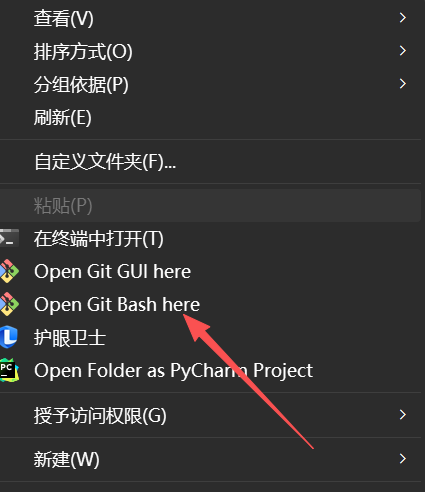 查看(V)
排序方式(O)
分组依据(P)
刷新(E)
自定义文件夹(F)...
粘贴(P)
在终端中打开(T)
Open Git GUI here
Open Git Bash here
护眼卫士
PC
Open Folder as PyCharm Project
授予访问权限(G)
新建(W)